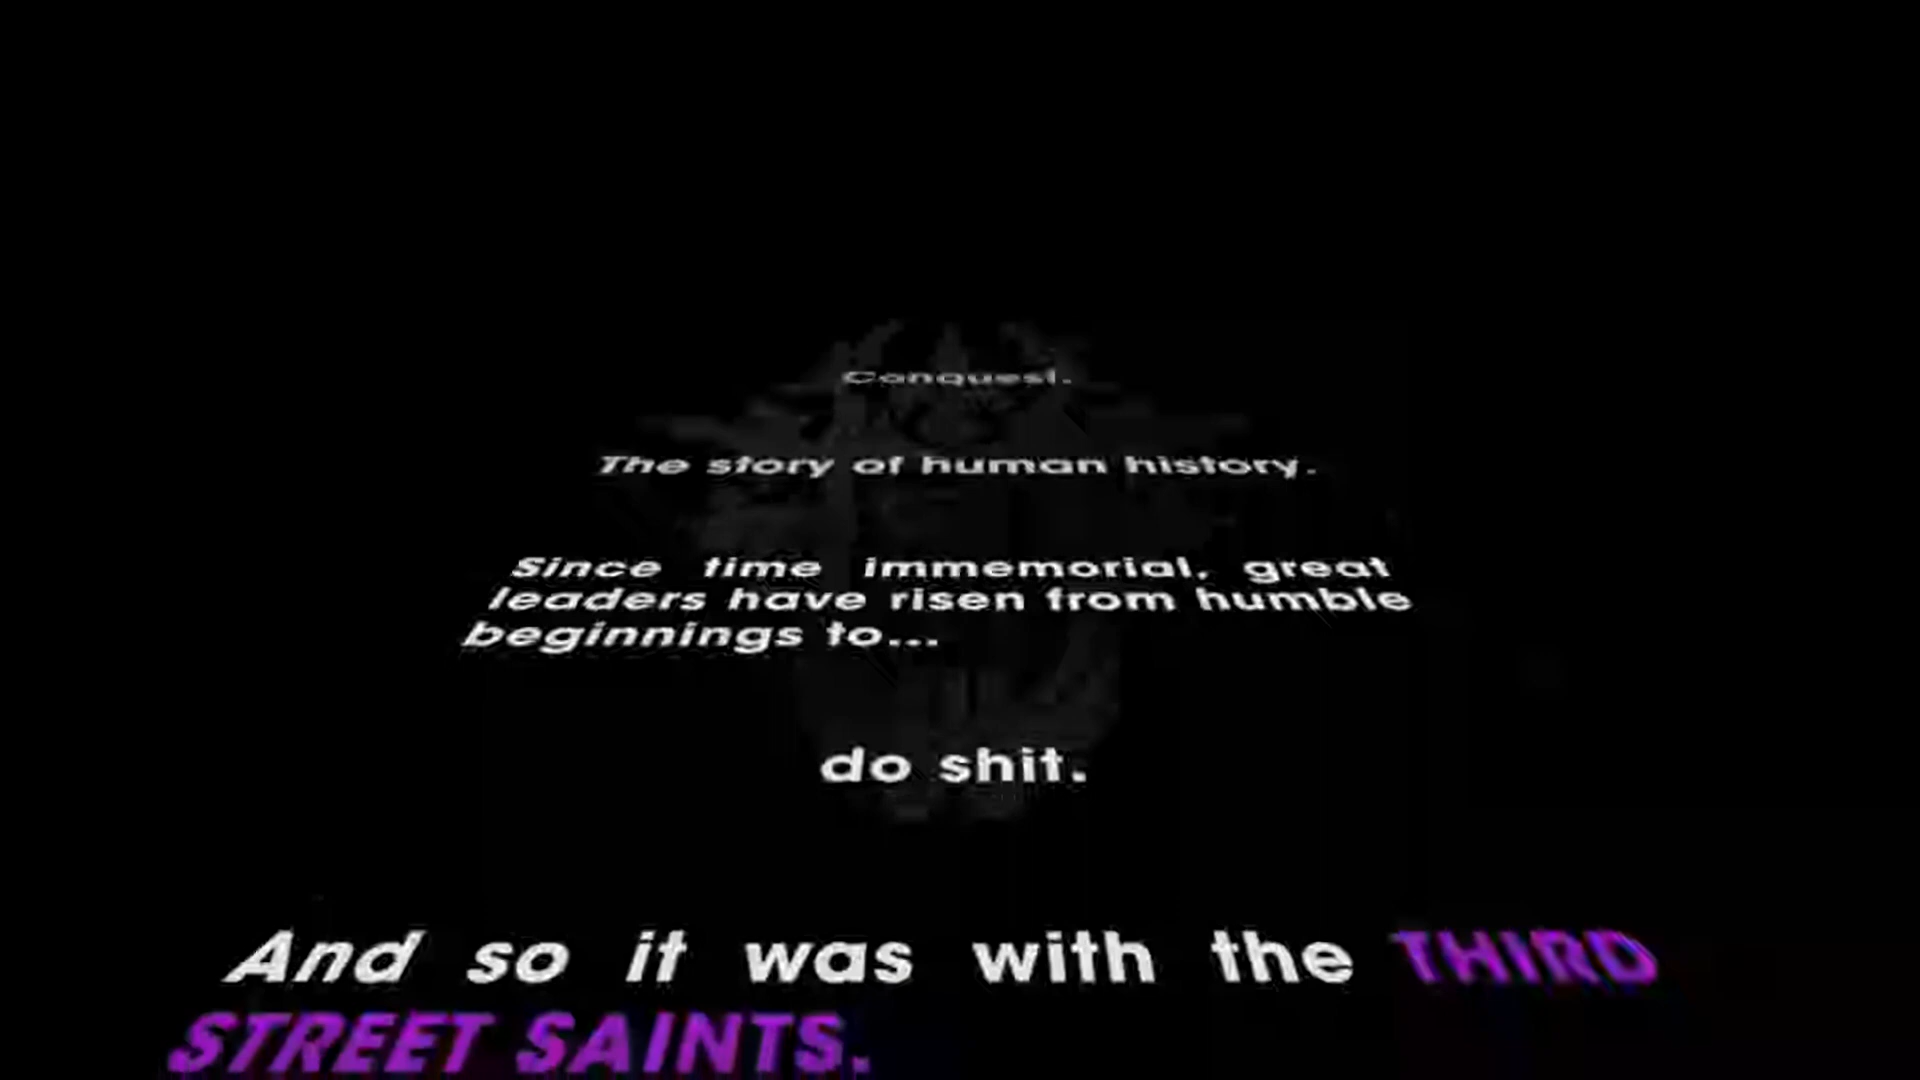 Conquest.
The story of human history.
Since time immemorial, great
leaders have risen from humble
beginnings to...
do shit.
And so it was with the THIRD
STREET SAINTS.